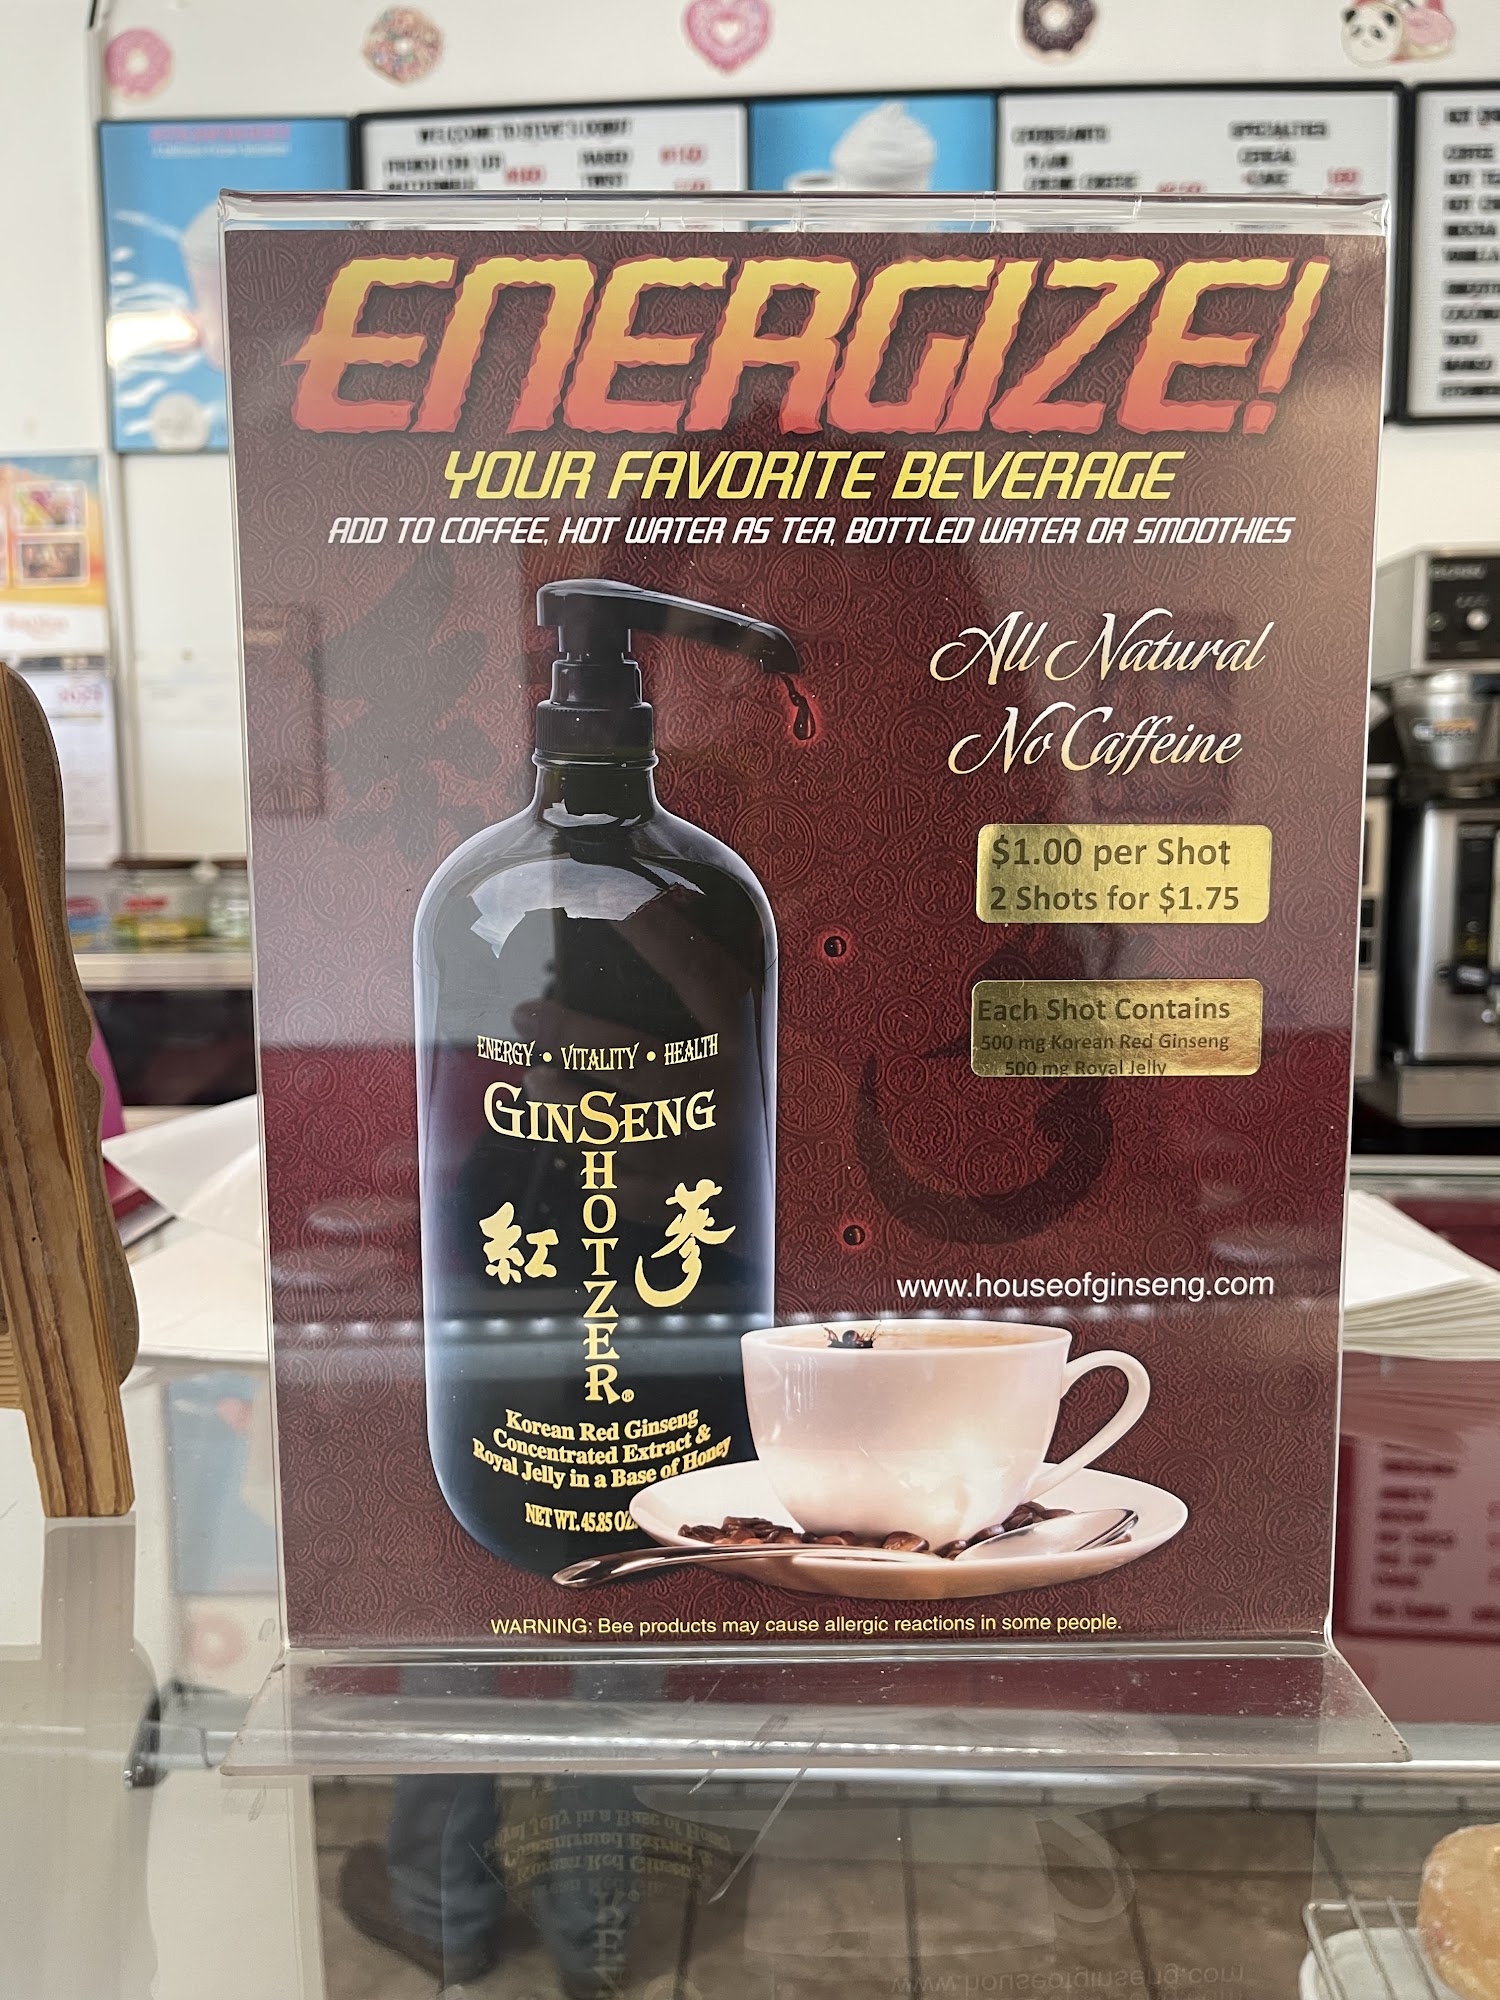 WELCOME TO STEVE'S DONUT
ENERGIZE!
YOUR FAVORITE BEVERAGE
ADD TO COFFEE, HOT WATER AS TEA, BOTTLED WATER OR SMOOTHIES
All Natural
No Caffeine
$1.00 per Shot
2 Shots for $1.75
Each Shot Contains
500 mg Korean Red Ginseng
500 mg Royal Jelly
ENERGY • VITALITY • HEALTH
GINSENG
SHOTZER®
紅 蔘
Korean Red Ginseng
Concentrated Extract &
Royal Jelly in a Base of Honey
NET WT. 45.85 OZ.
www.houseofginseng.com
WARNING: Bee products may cause allergic reactions in some people.